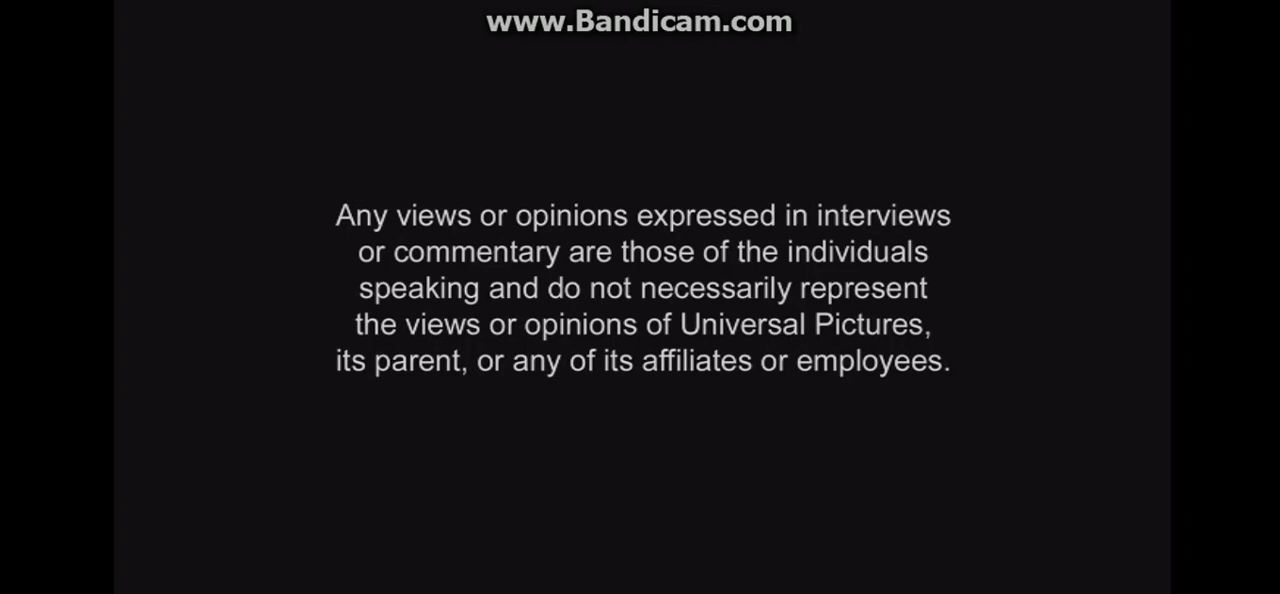 www.Bandicam.com
Any views or opinions expressed in interviews
or commentary are those of the individuals
speaking and do not necessarily represent
the views or opinions of Universal Pictures,
its parent, or any of its affiliates or employees.